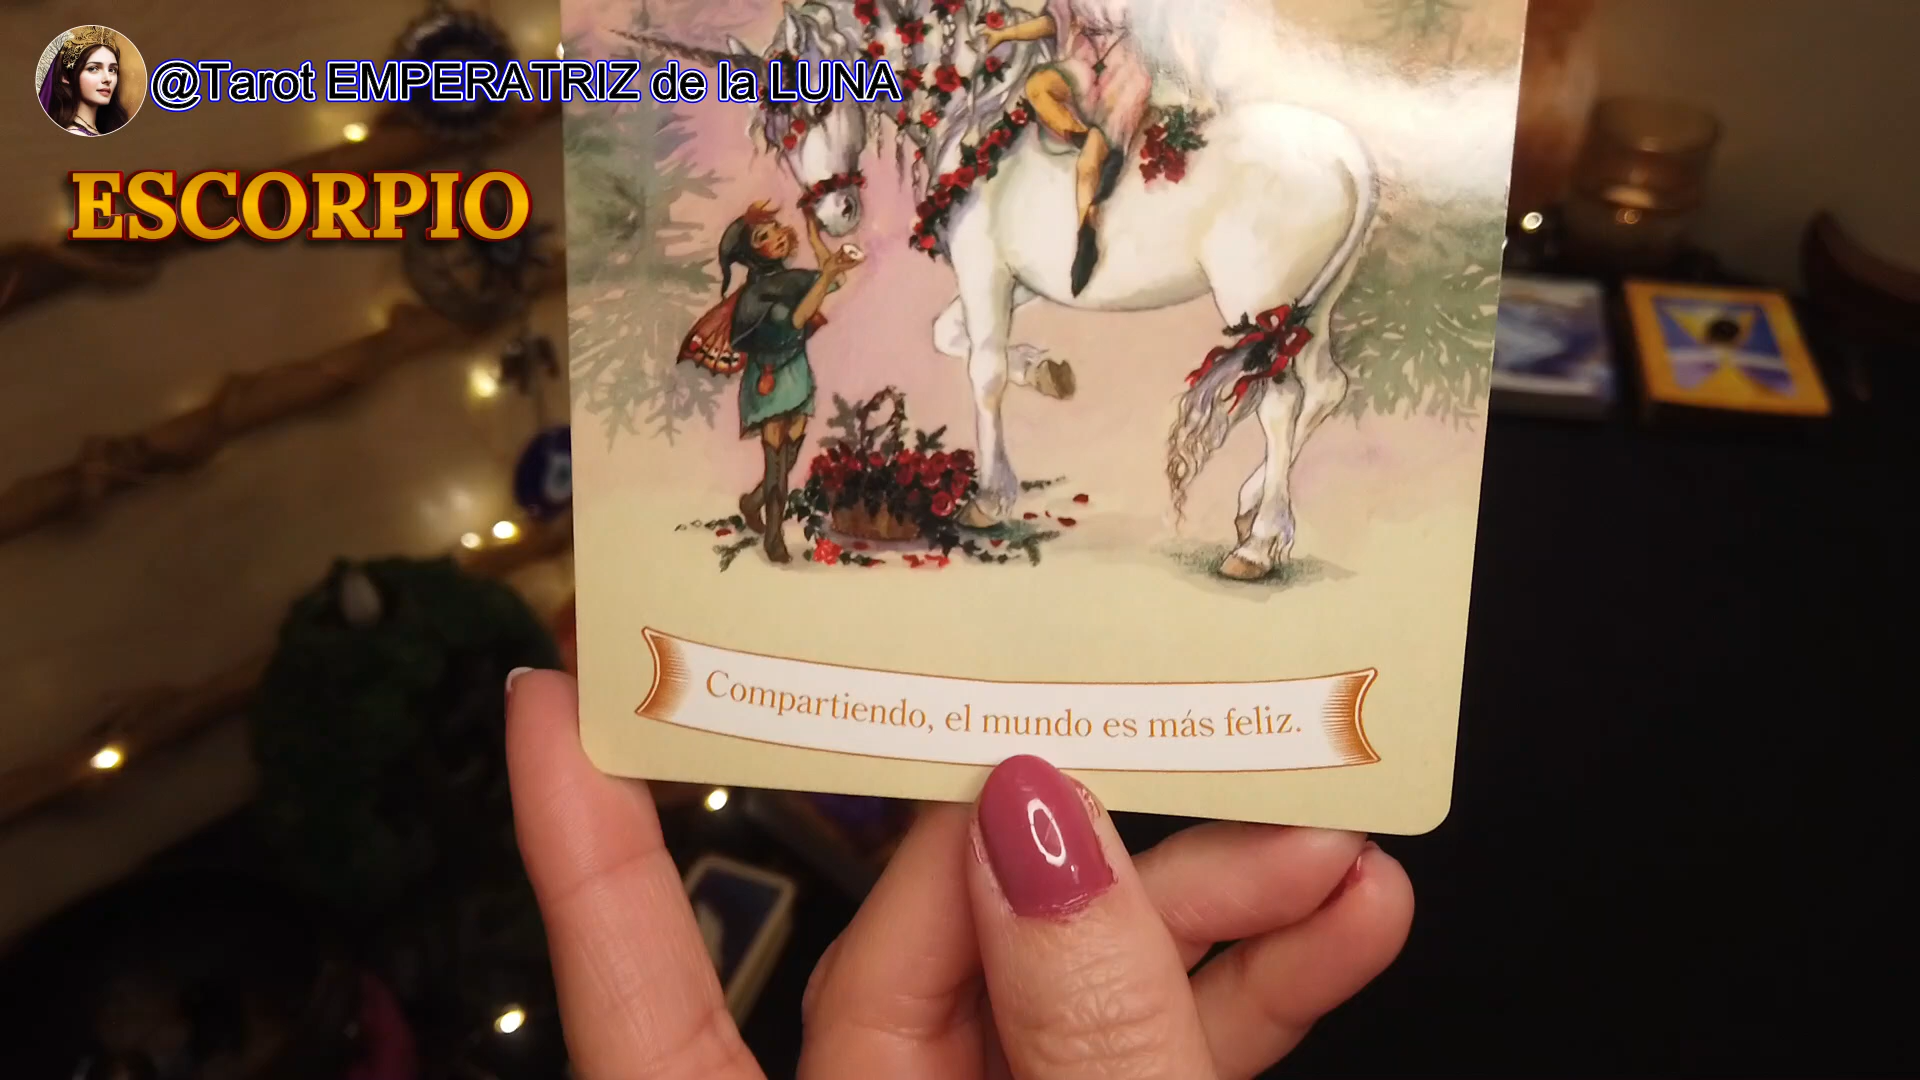 @Tarot EMPERATRIZ de la LUNA
ESCORPIO
Compartiendo, el mundo es más feliz.